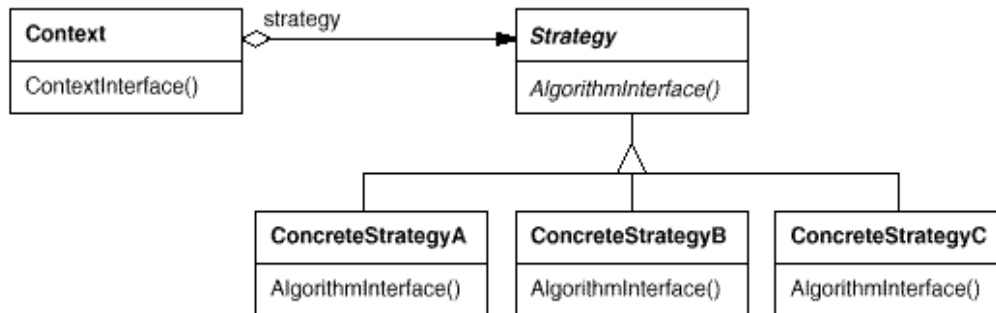 strategy
Context
Strategy
ContextInterface()
AlgorithmInterface()
ConcreteStrategyA
ConcreteStrategyB
ConcreteStrategyC
AlgorithmInterface()
AlgorithmInterface()
AlgorithmInterface()